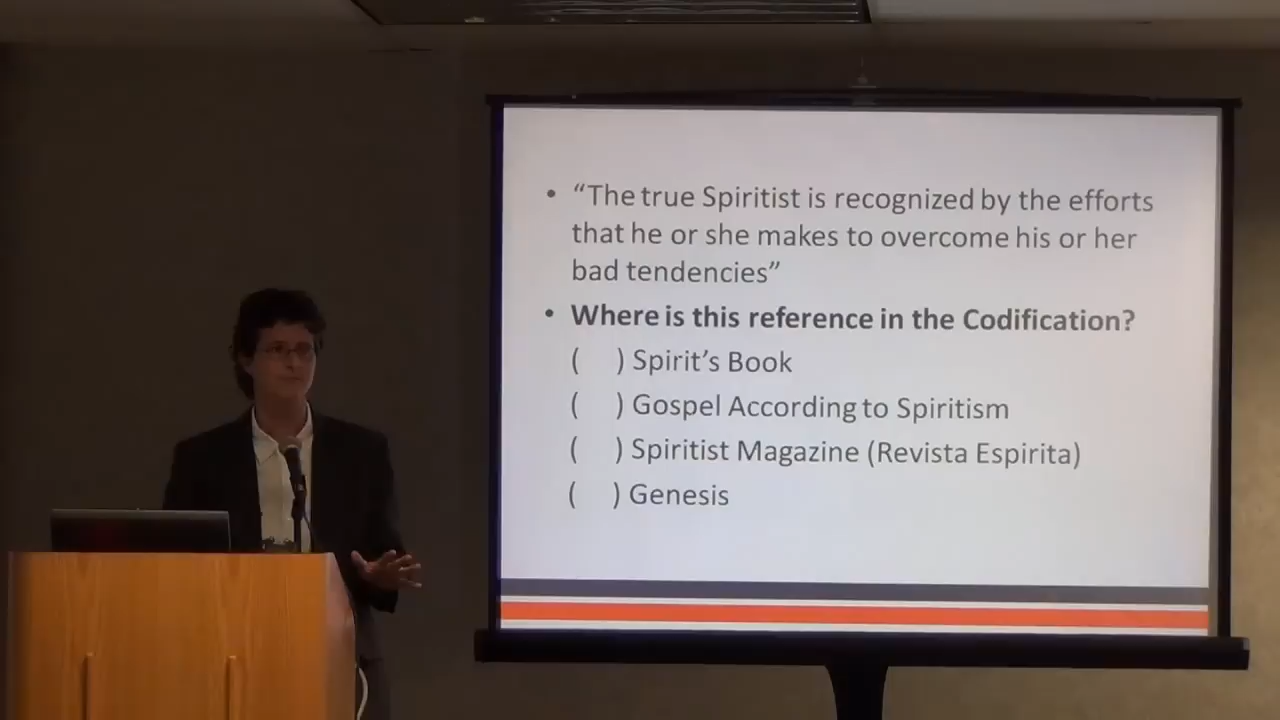 • “The true Spiritist is recognized by the efforts
that he or she makes to overcome his or her
bad tendencies”
• Where is this reference in the Codification?
(    ) Spirit’s Book
(    ) Gospel According to Spiritism
(    ) Spiritist Magazine (Revista Espirita)
(    ) Genesis